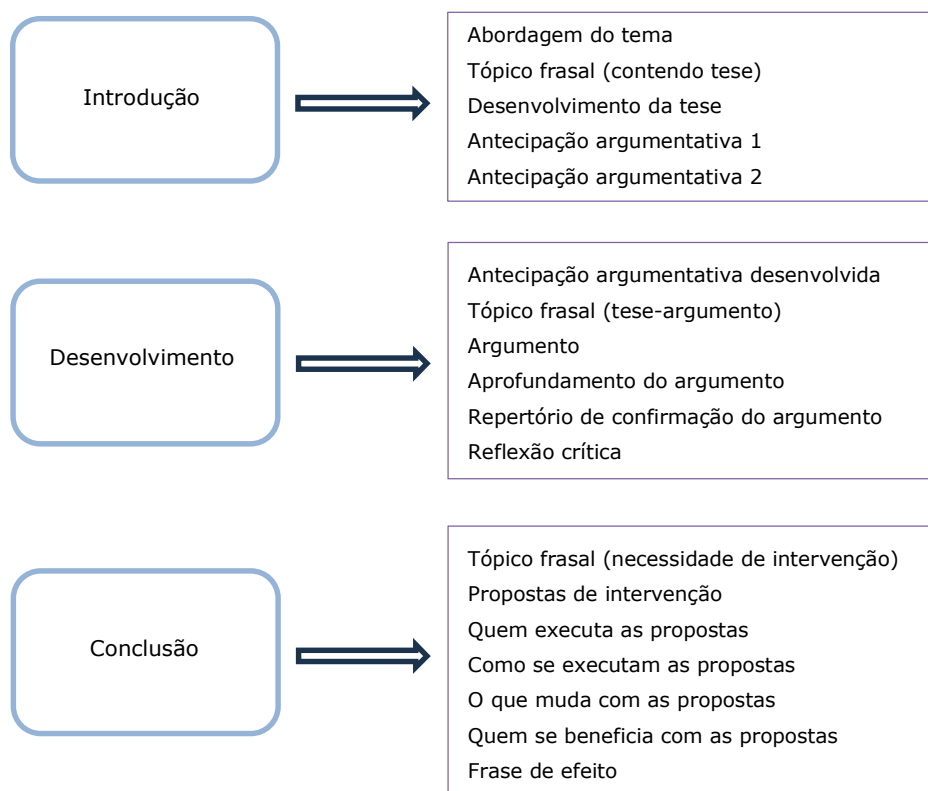 Introdução
Abordagem do tema
Tópico frasal (contendo tese)
Desenvolvimento da tese
Antecipação argumentativa 1
Antecipação argumentativa 2
Desenvolvimento
Antecipação argumentativa desenvolvida
Tópico frasal (tese-argumento)
Argumento
Aprofundamento do argumento
Repertório de confirmação do argumento
Reflexão crítica
Conclusão
Tópico frasal (necessidade de intervenção)
Propostas de intervenção
Quem executa as propostas
Como se executam as propostas
O que muda com as propostas
Quem se beneficia com as propostas
Frase de efeito